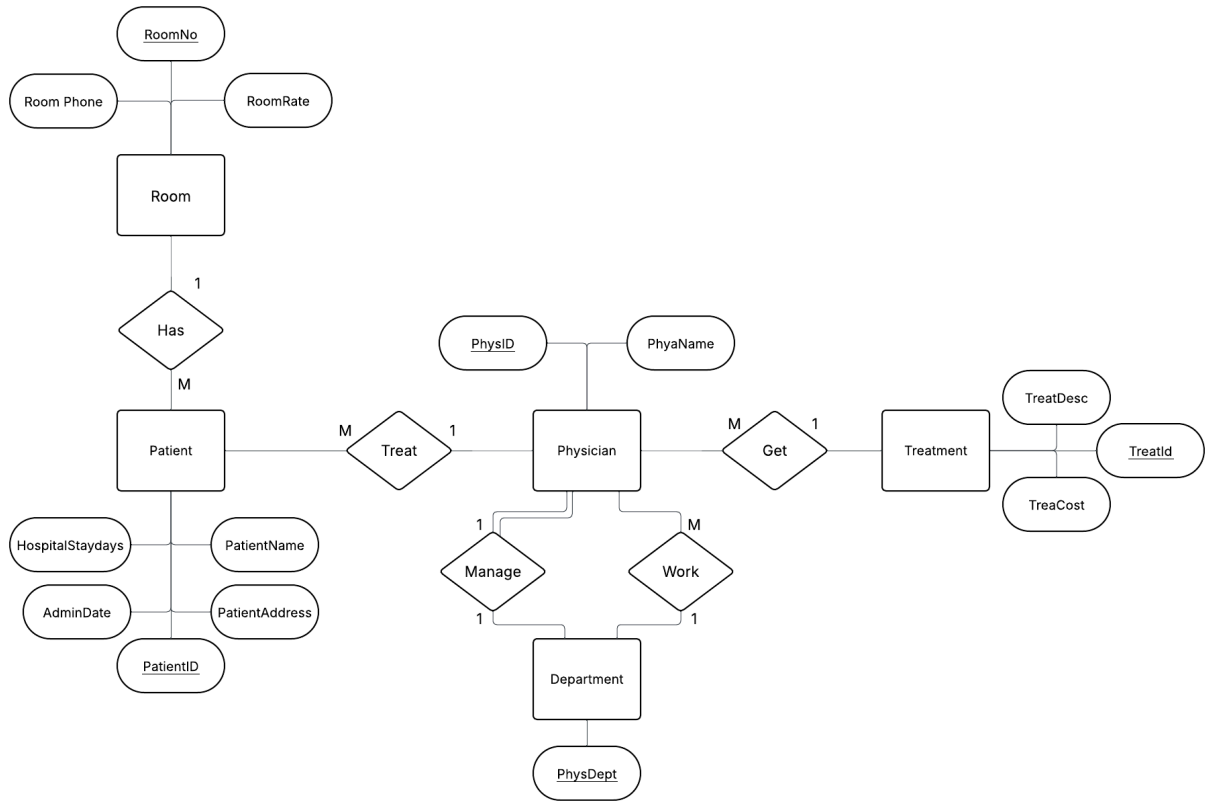 RoomNo
Room Phone
RoomRate
Room
1
Has
M
PhysID
PhyaName
TreatDesc
Patient
M
Treat
1
Physician
M
Get
1
Treatment
TreatId
TreaCost
HospitalStaydays
PatientName
1
M
Manage
Work
AdminDate
PatientAddress
1
1
PatientID
Department
PhysDept